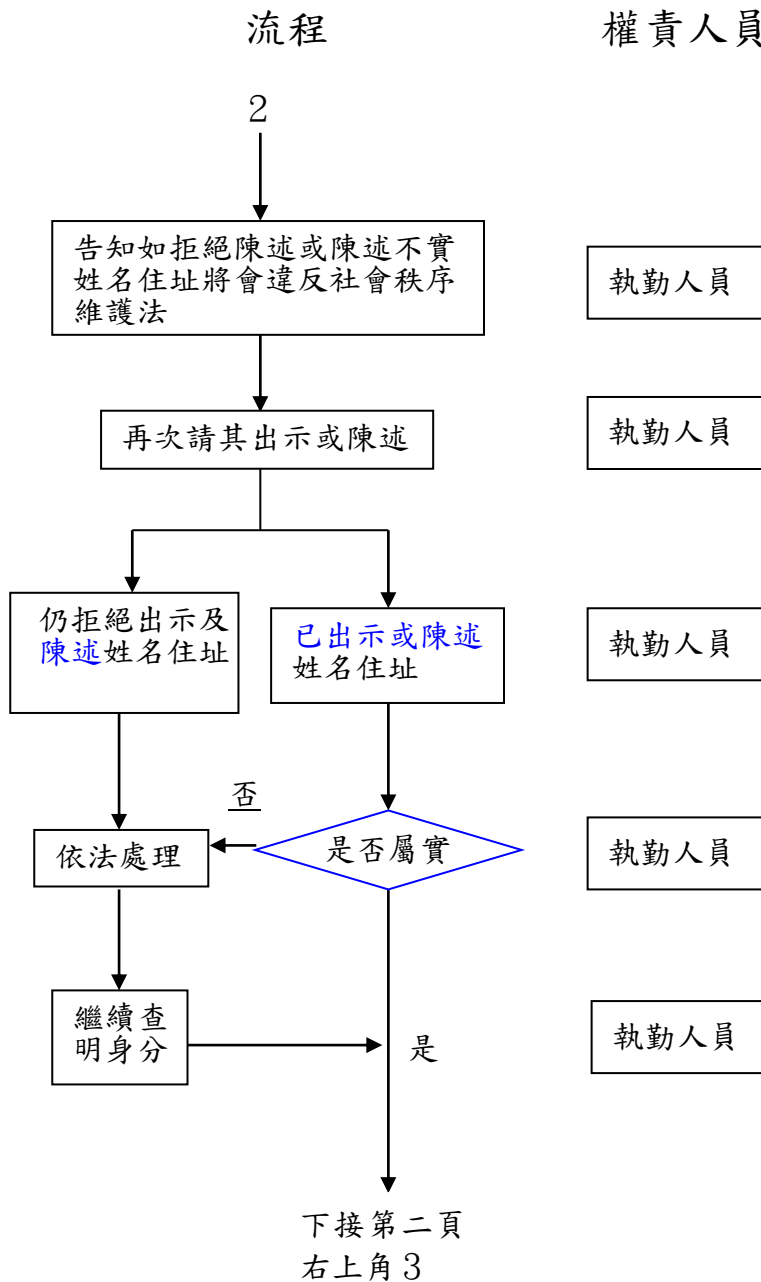 流程
權責人員
2
告知如拒絕陳述或陳述不實
姓名住址將會違反社會秩序
維護法
執勤人員
再次請其出示或陳述
執勤人員
仍拒絕出示及
陳述姓名住址
已出示或陳述
姓名住址
執勤人員
否
依法處理
是否屬實
執勤人員
繼續查
明身分
是
執勤人員
下接第二頁
右上角3